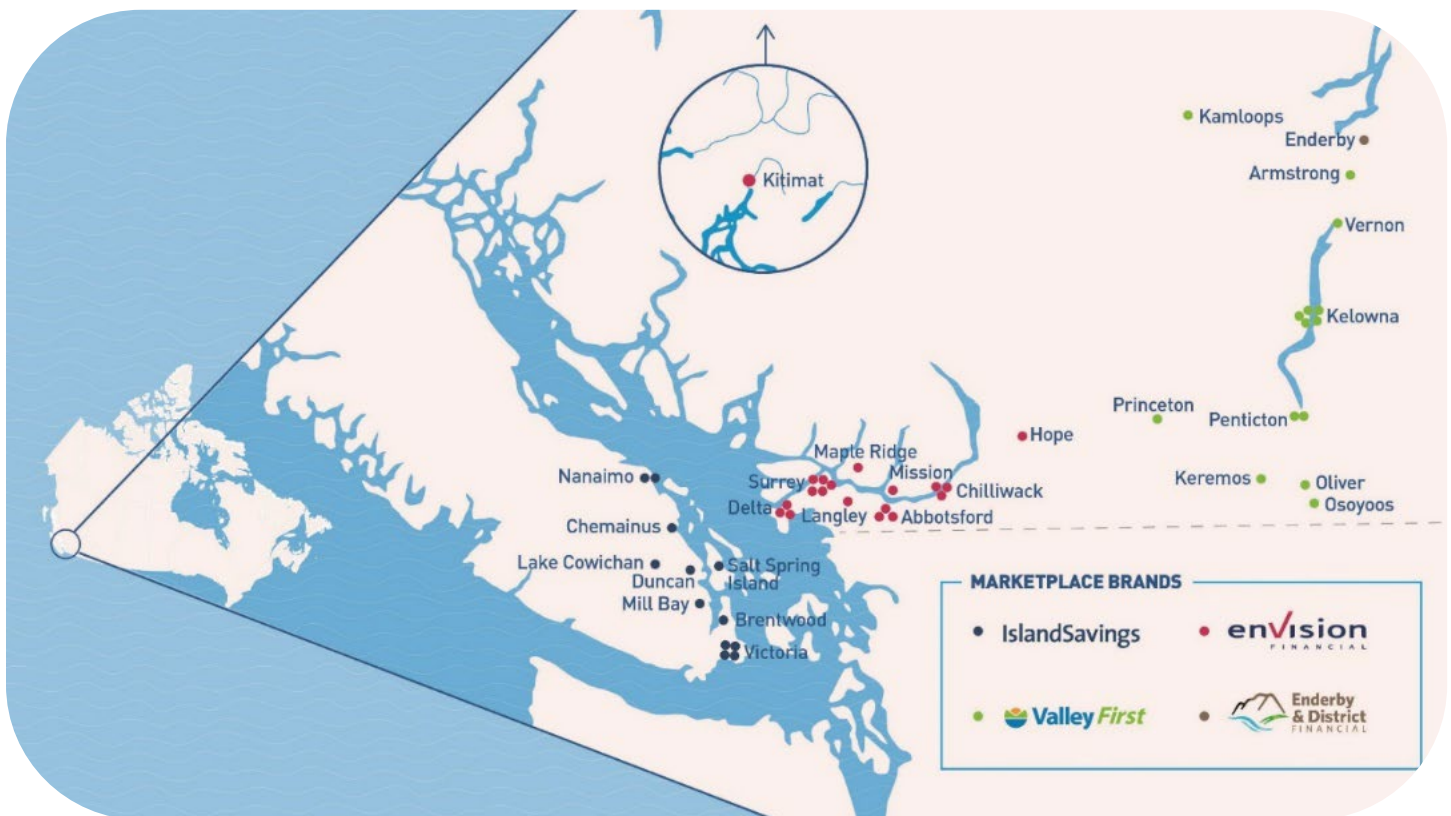 Kitimat
Kamloops
Enderby
Armstrong
Vernon
Kelowna
Princeton
Penticton
Hope
Maple Ridge
Mission
Surrey
Keremos
Oliver
Chilliwack
Delta
Langley
Abbotsford
Osoyoos
Nanaimo
Chemainus
Lake Cowichan
Salt Spring
Island
Duncan
Mill Bay
Brentwood
Victoria
MARKETPLACE BRANDS
IslandSavings
enVision
FINANCIAL
Valley First
Enderby
& District
FINANCIAL